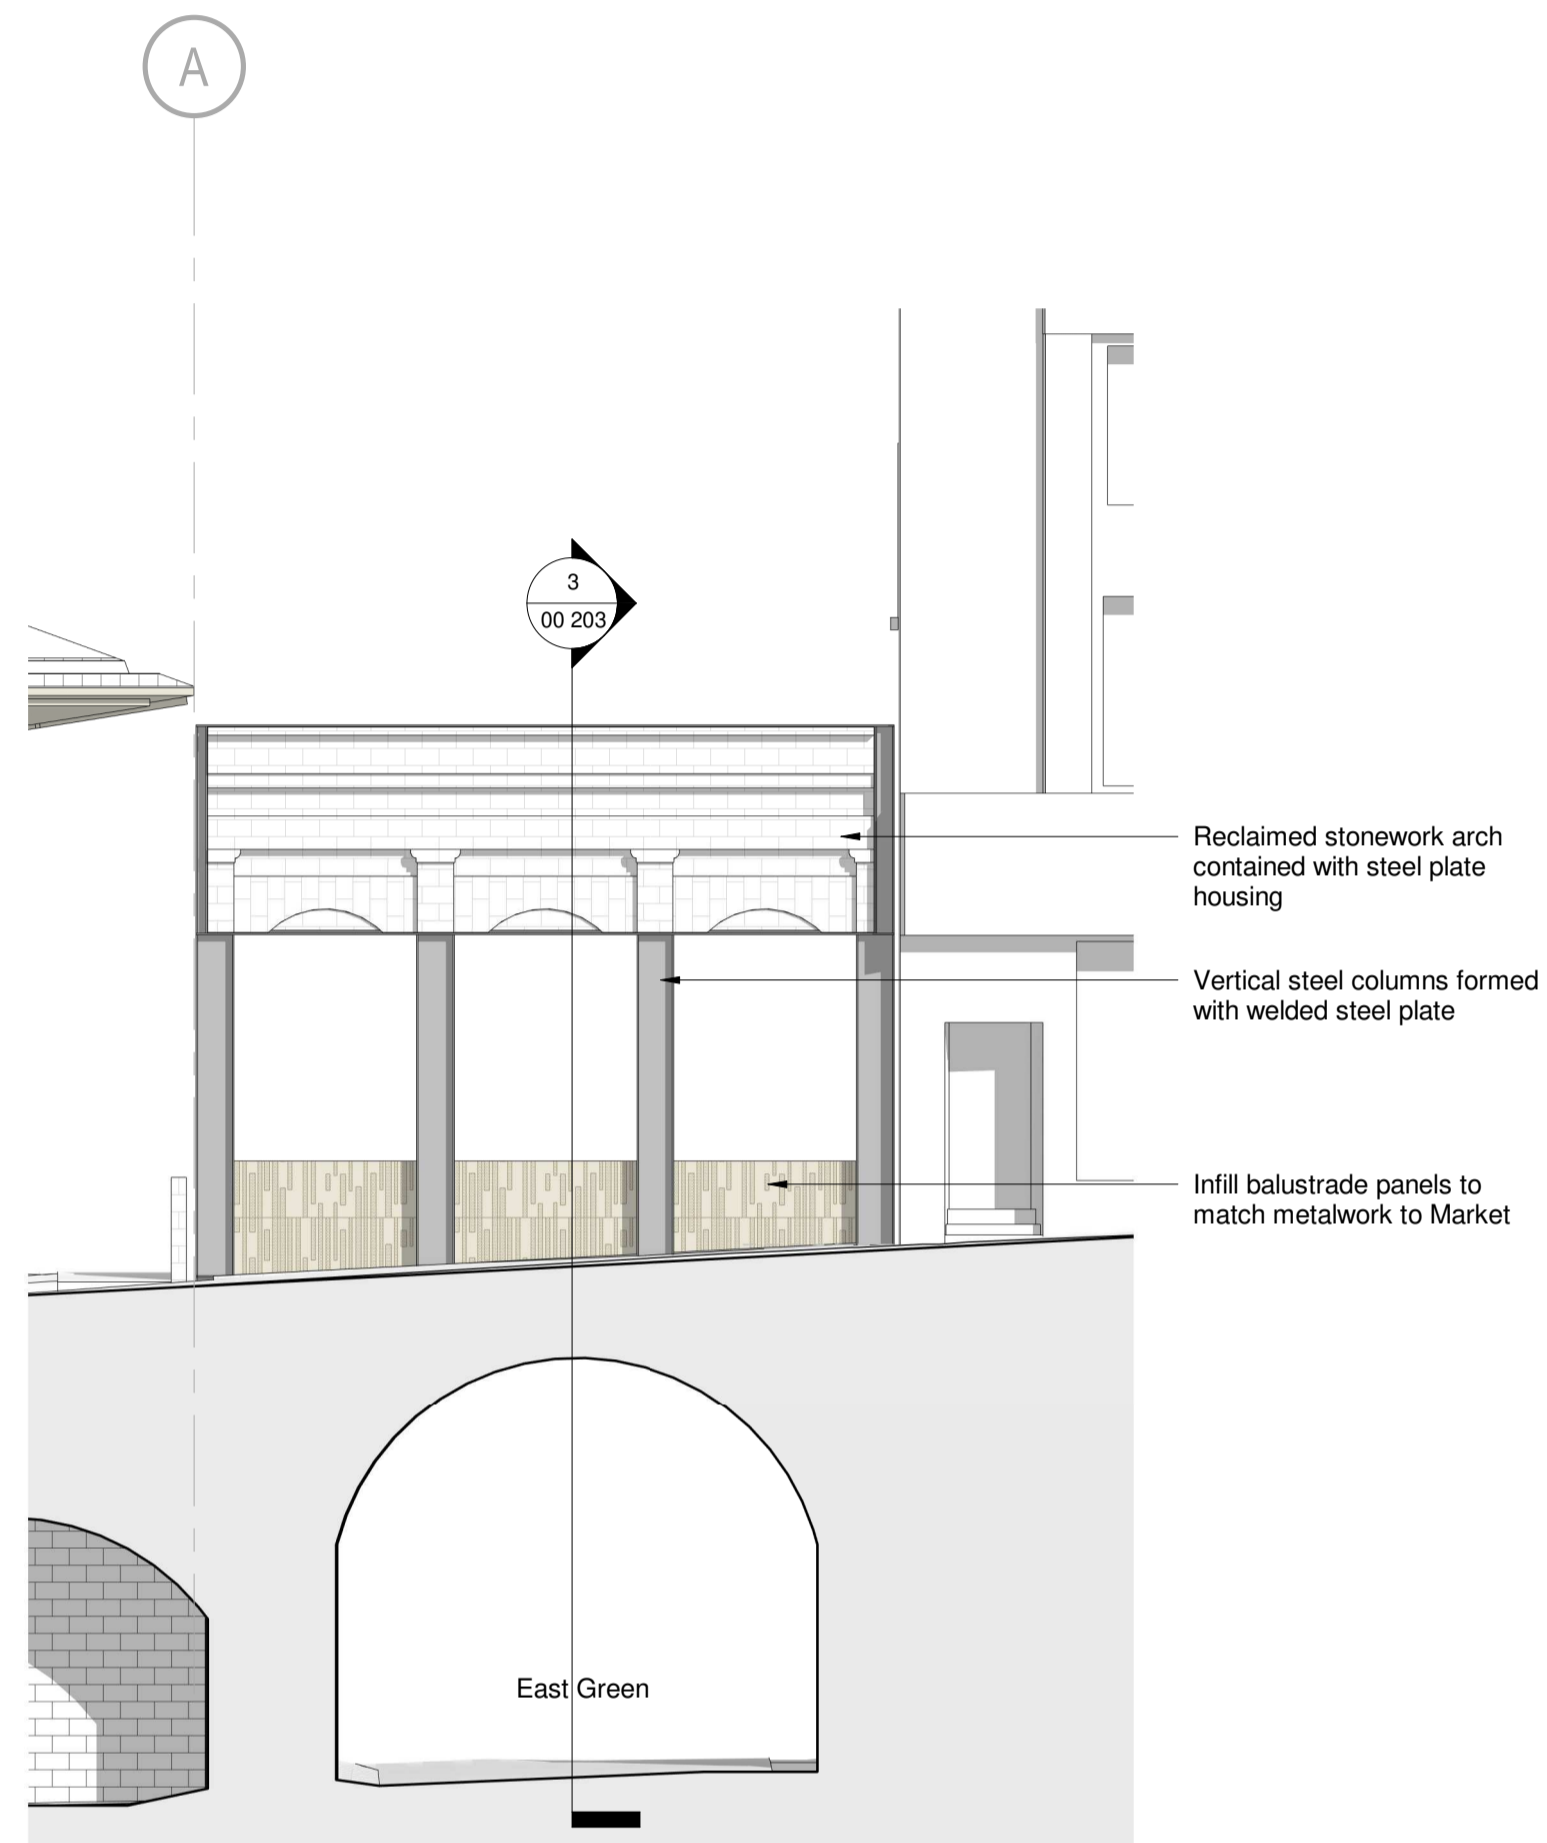 A
3
00 203
Reclaimed stonework arch
contained with steel plate
housing
Vertical steel columns formed
with welded steel plate
Infill balustrade panels to
match metalwork to Market
East Green